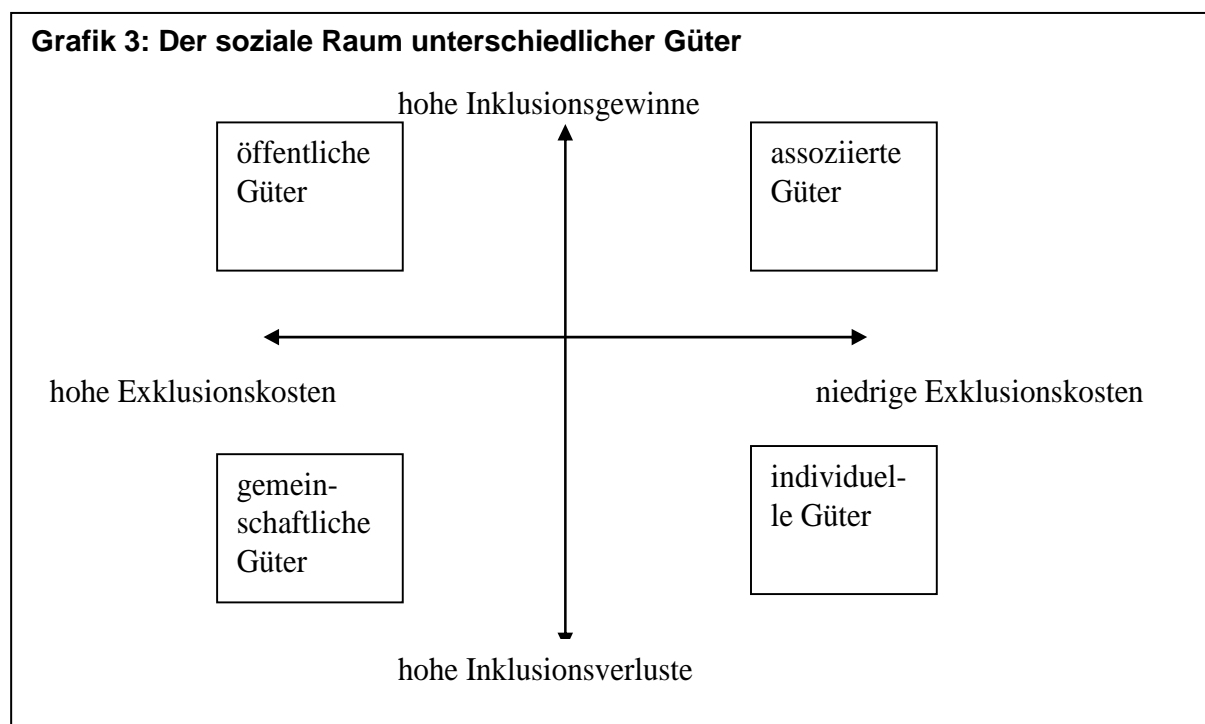 Grafik 3: Der soziale Raum unterschiedlicher Güter
hohe Inklusionsgewinne
öffentliche
Güter
assoziierte
Güter
hohe Exklusionskosten
niedrige Exklusionskosten
gemein-
schaftliche
Güter
individuel-
le Güter
hohe Inklusionsverluste